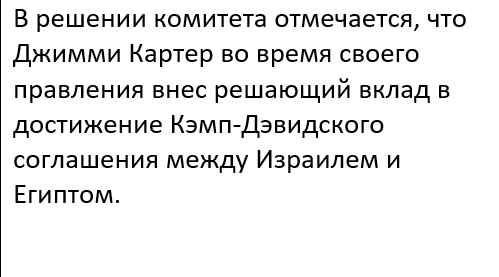 В решении комитета отмечается, что
Джимми Картер во время своего
правления внес решающий вклад в
достижение Кэмп-Дэвидского
соглашения между Израилем и
Египтом.